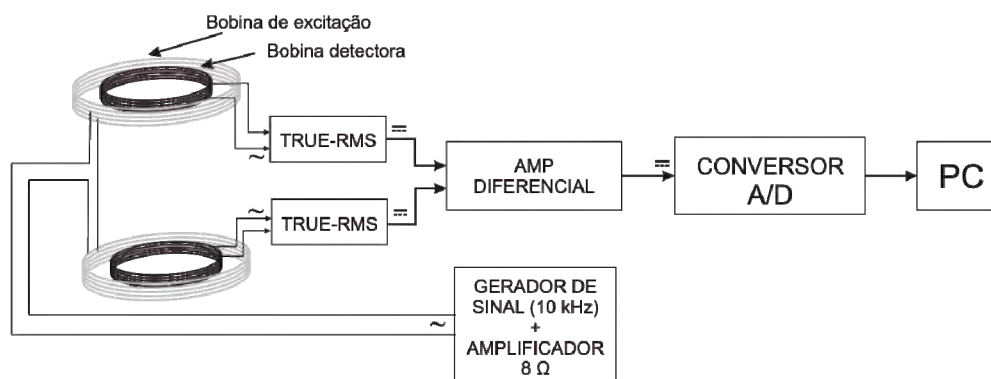 Bobina de excitação
Bobina detectora
TRUE-RMS
~
AMP
DIFERENCIAL
CONVERSOR
A/D
PC
~
TRUE-RMS
~
GERADOR DE
SINAL (10 kHz)
+
AMPLIFICADOR
8 Ω